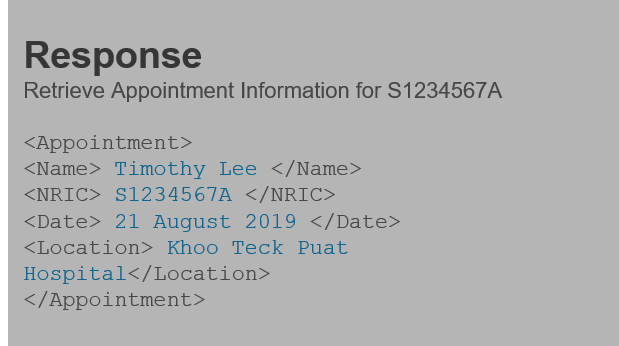 Response
Retrieve Appointment Information for S1234567A
<Appointment>
<Name> Timothy Lee </Name>
<NRIC> S1234567A </NRIC>
<Date> 21 August 2019 </Date>
<Location> Khoo Teck Puat
Hospital</Location>
</Appointment>